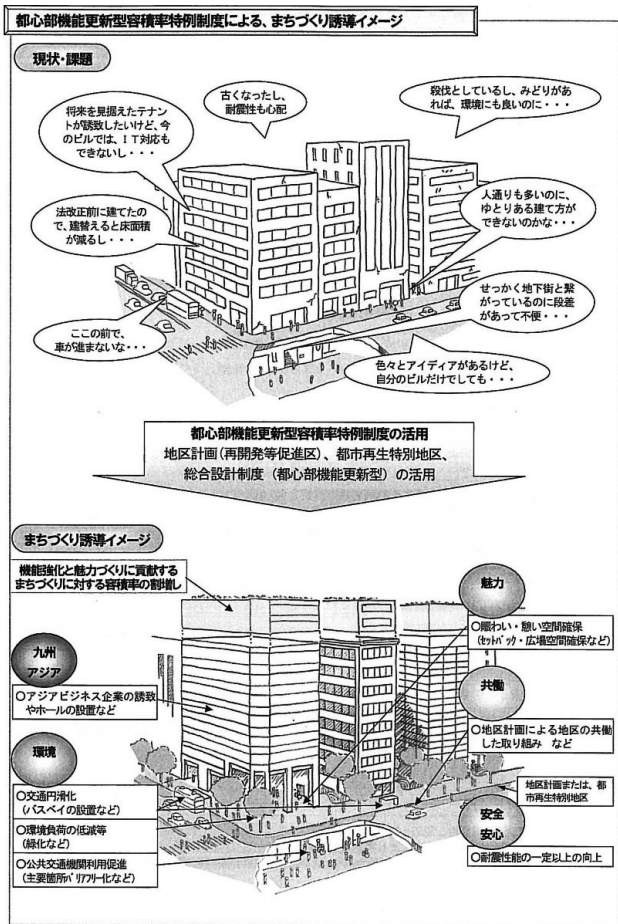 都心部機能更新型容積率特例制度による、まちづくり誘導イメージ
現状・課題
将来を見据えたテナン
トが誘致したいけど、今
のビルでは、ＩＴ対応も
できないし・・・
古くなったし、
耐震性も心配
殺伐としているし、みどりがあ
れば、環境にも良いのに・・・
法改正前に建てたの
で、建替えると床面積
が減るし・・・
人通りも多いのに、
ゆとりある建て方が
できないのかな・・・
ここの前で、
車が進まないな・・・
せっかく地下街と繋
がっているのに段差
があって不便・・・
色々とアイディアがあるけど、
自分のビルだけでしても・・・
都心部機能更新型容積率特例制度の活用
地区計画(再開発等促進区)、都市再生特別地区、
総合設計制度（都心部機能更新型）の活用
まちづくり誘導イメージ
機能強化と魅力づくりに貢献する
まちづくりに対する容積率の割増し
魅力
○賑わい・憩い空間確保
(ｾｯﾄﾊﾞｯｸ・広場空間確保など)
九州
アジア
○アジアビジネス企業の誘致
やホールの設置など
共働
○地区計画による地区の共働
した取り組み など
環境
○交通円滑化
(バスベイの設置など)
○環境負荷の低減等
(緑化など)
○公共交通機関利用促進
(主要箇所ﾊﾞﾘｱﾌﾘｰ化など)
地区計画または、都
市再生特別地区
安全
安心
○耐震性能の一定以上の向上